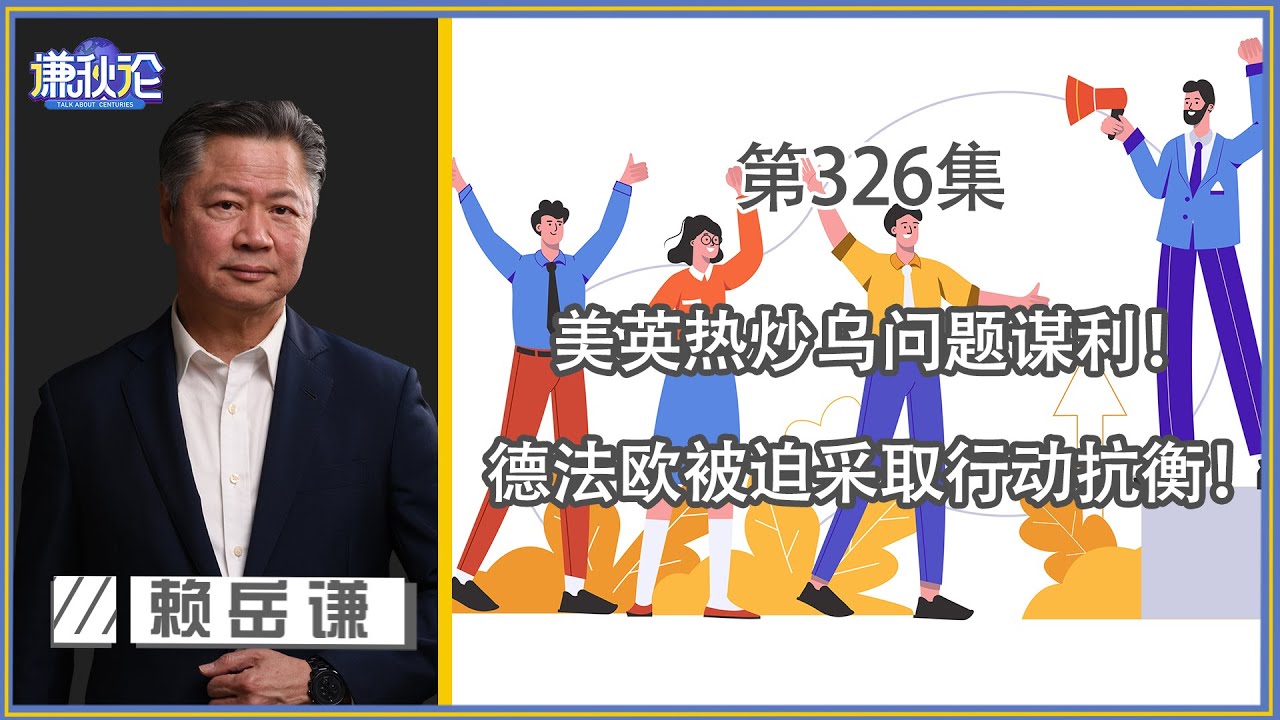 谦秋论
TALK ABOUT CENTURIES
第326集
美英热炒乌问题谋利！
德法欧被迫采取行动抗衡！
赖岳谦